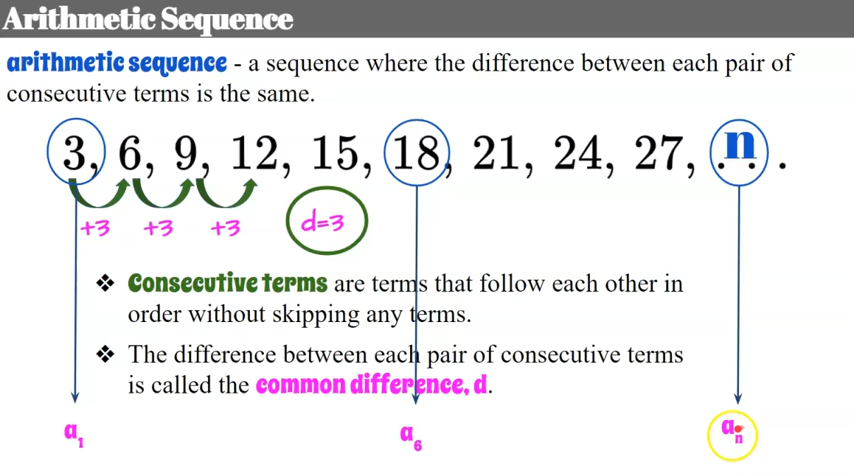 Arithmetic Sequence
arithmetic sequence - a sequence where the difference between each pair of
consecutive terms is the same.
3, 6, 9, 12, 15, 18, 21, 24, 27, n . . .
+3 +3 +3 d=3
❖ Consecutive terms are terms that follow each other in
order without skipping any terms.
❖ The difference between each pair of consecutive terms
is called the common difference, d.
a₁ a₆ aₙ